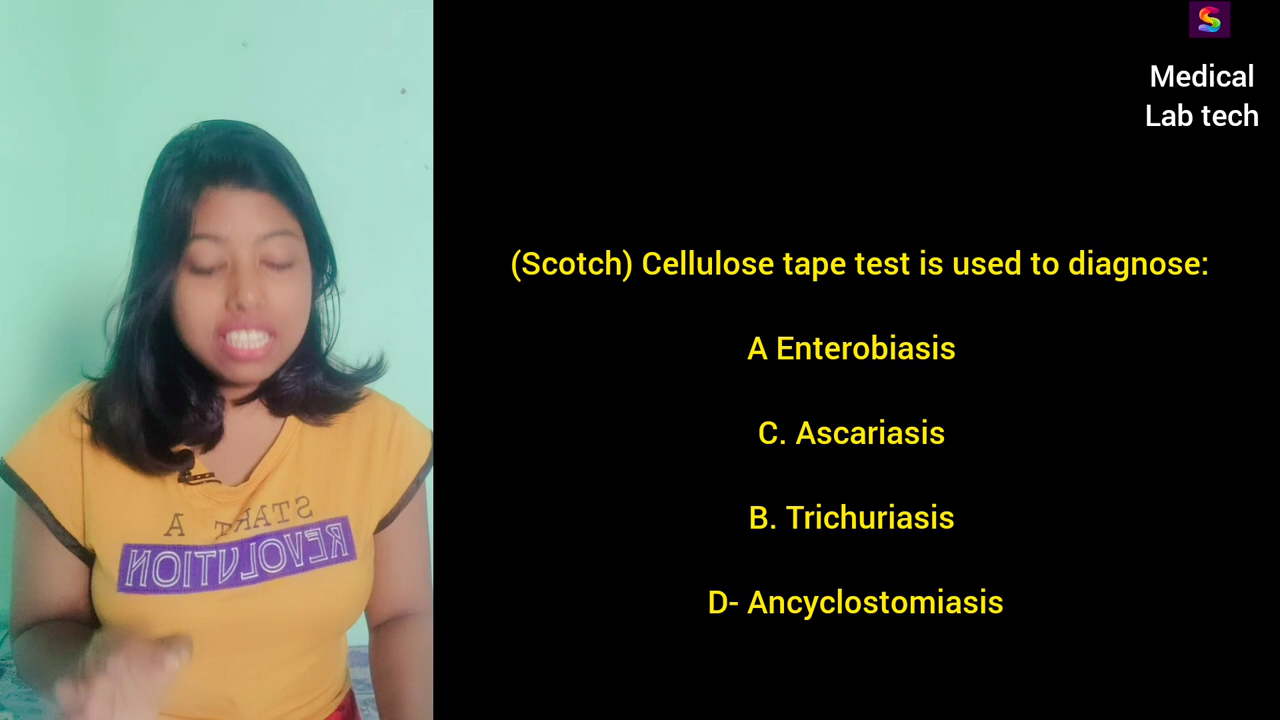 Medical
Lab tech
(Scotch) Cellulose tape test is used to diagnose:
A Enterobiasis
C. Ascariasis
B. Trichuriasis
D- Ancyclostomiasis
START A
REVOLUTION